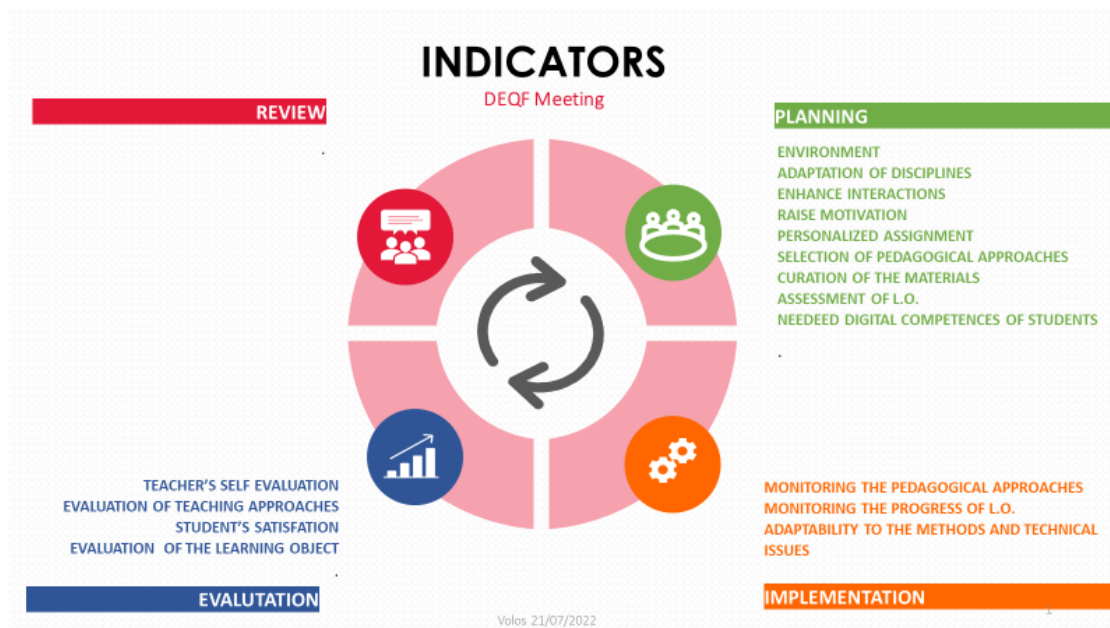 INDICATORS
DEQF Meeting
REVIEW
.
PLANNING
ENVIRONMENT
ADAPTATION OF DISCIPLINES
ENHANCE INTERACTIONS
RAISE MOTIVATION
PERSONALIZED ASSIGNMENT
SELECTION OF PEDAGOGICAL APPROACHES
CURATION OF THE MATERIALS
ASSESSMENT OF L.O.
NEEDEED DIGITAL COMPETENCES OF STUDENTS
.
TEACHER'S SELF EVALUATION
EVALUATION OF TEACHING APPROACHES
STUDENT'S SATISFATION
EVALUATION OF THE LEARNING OBJECT
.
EVALUTATION
MONITORING THE PEDAGOGICAL APPROACHES
MONITORING THE PROGRESS OF L.O.
ADAPTABILITY TO THE METHODS AND TECHNICAL
ISSUES
IMPLEMENTATION
Volos 21/07/2022